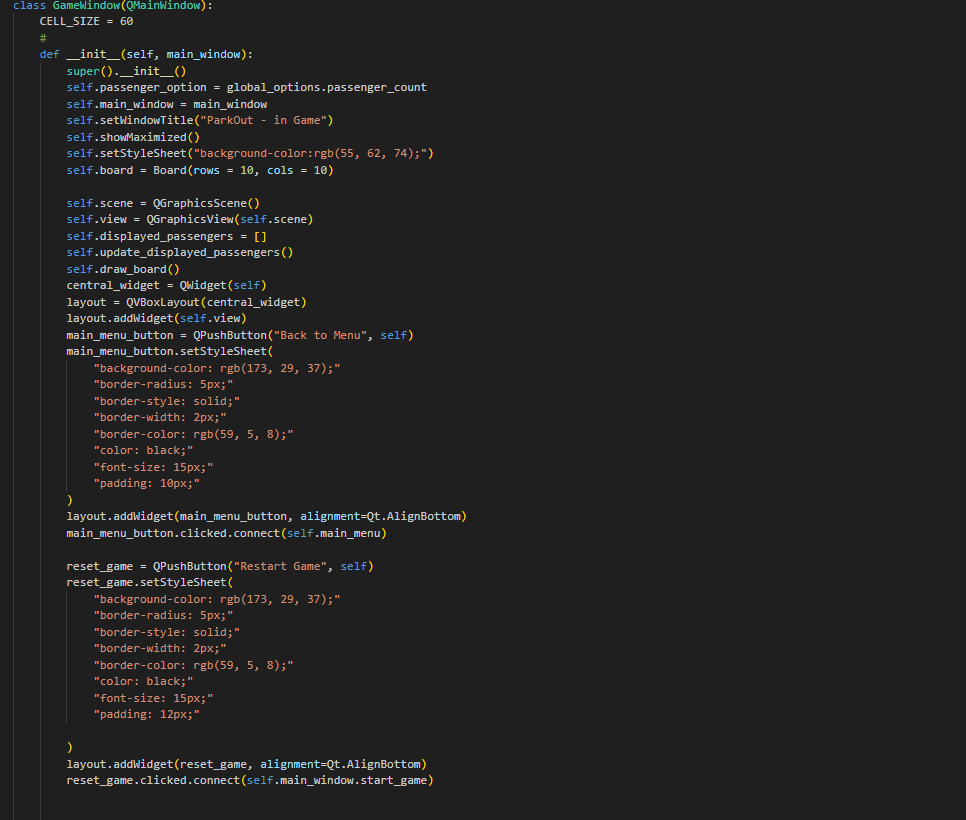 class GameWindow(QMainWindow):
    CELL_SIZE = 60
    #
    def __init__(self, main_window):
        super().__init__()
        self.passenger_option = global_options.passenger_count
        self.main_window = main_window
        self.setWindowTitle("ParkOut - in Game")
        self.showMaximized()
        self.setStyleSheet("background-color:rgb(55, 62, 74);")
        self.board = Board(rows = 10, cols = 10)

        self.scene = QGraphicsScene()
        self.view = QGraphicsView(self.scene)
        self.displayed_passengers = []
        self.update_displayed_passengers()
        self.draw_board()
        central_widget = QWidget(self)
        layout = QVBoxLayout(central_widget)
        layout.addWidget(self.view)
        main_menu_button = QPushButton("Back to Menu", self)
        main_menu_button.setStyleSheet(
            "background-color: rgb(173, 29, 37);"
            "border-radius: 5px;"
            "border-style: solid;"
            "border-width: 2px;"
            "border-color: rgb(59, 5, 8);"
            "color: black;"
            "font-size: 15px;"
            "padding: 10px;"
        )
        layout.addWidget(main_menu_button, alignment=Qt.AlignBottom)
        main_menu_button.clicked.connect(self.main_menu)

        reset_game = QPushButton("Restart Game", self)
        reset_game.setStyleSheet(
            "background-color: rgb(173, 29, 37);"
            "border-radius: 5px;"
            "border-style: solid;"
            "border-width: 2px;"
            "border-color: rgb(59, 5, 8);"
            "color: black;"
            "font-size: 15px;"
            "padding: 12px;"

        )
        layout.addWidget(reset_game, alignment=Qt.AlignBottom)
        reset_game.clicked.connect(self.main_window.start_game)